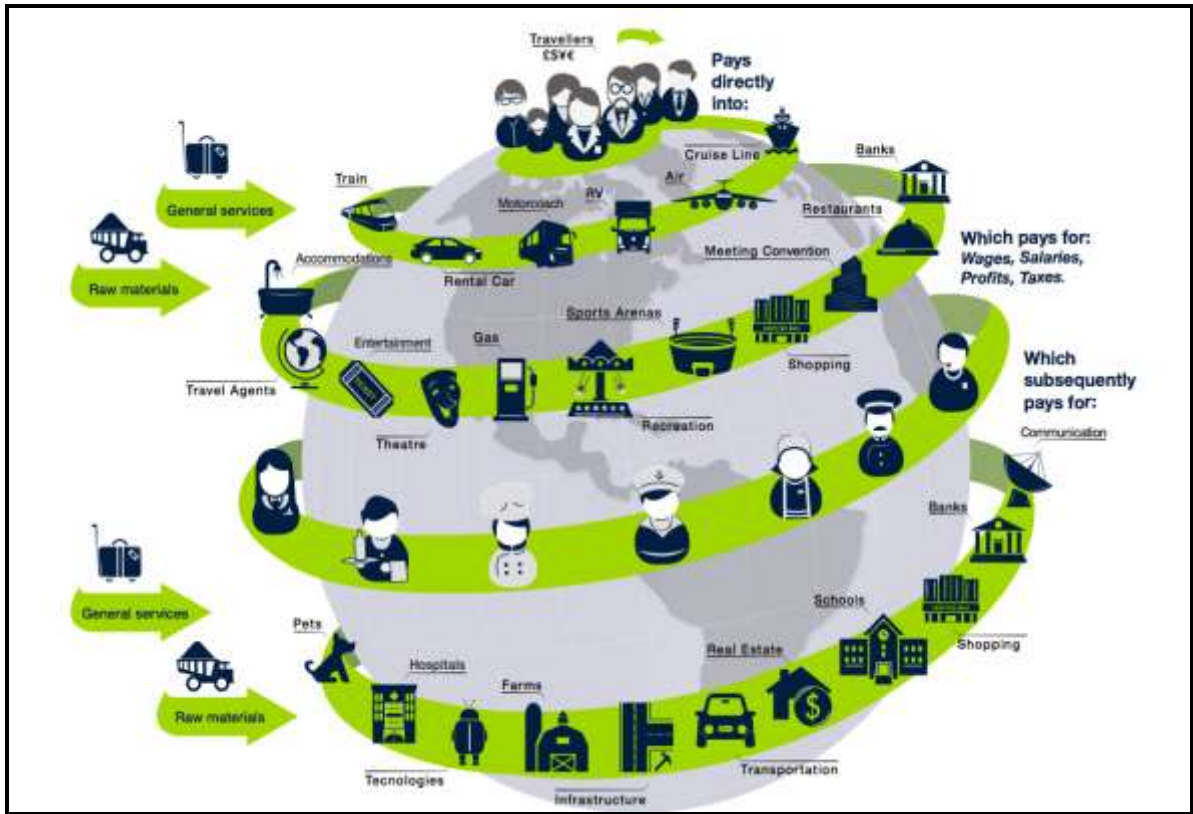 Travellers
£$¥€
Pays
directly
into:
Cruise Line
Banks
Train
Air
RV
Motorcoach
Restaurants
General services
Meeting Convention
Which pays for:
Wages, Salaries,
Profits, Taxes.
Accommodations
Rental Car
Raw materials
Sports Arenas
Entertainment
Gas
Shopping
Which
subsequently
pays for:
Travel Agents
TICKET
Theatre
Recreation
Communication
Banks
General services
Schools
Pets
Shopping
Real Estate
Hospitals
Farms
$
Raw materials
Tecnologies
Transportation
Infrastructure